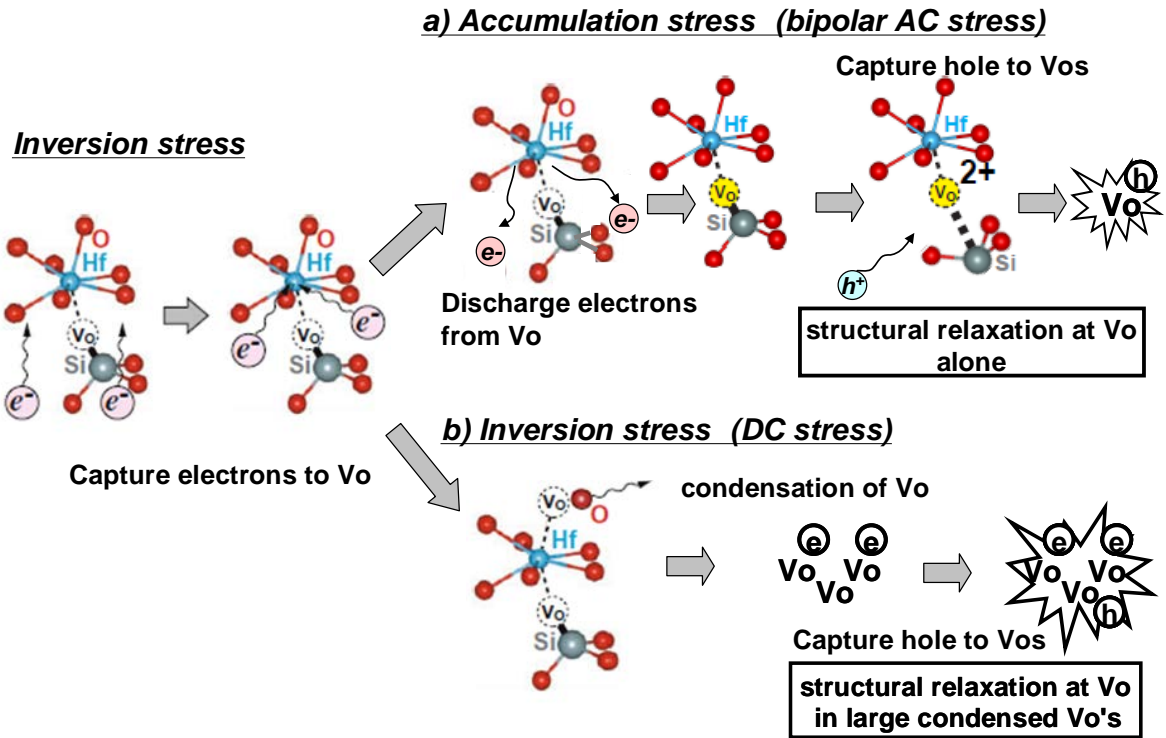 a) Accumulation stress (bipolar AC stress)
Inversion stress
O
Hf
Vo
Si
e-
e-
O
Hf
Vo
Si
e-
e-
Capture electrons to Vo
O
Hf
Vo
Si
e-
e-
Discharge electrons
from Vo
Hf
Vo
Si
Capture hole to Vos
Hf
Vo
2+
Si
h+
structural relaxation at Vo
alone
h
Vo
b) Inversion stress (DC stress)
Vo
O
Hf
Vo
Si
condensation of Vo
e e
Vo Vo
Vo
Capture hole to Vos
e e
Vo Vo
Vo
h
structural relaxation at Vo
in large condensed Vo's